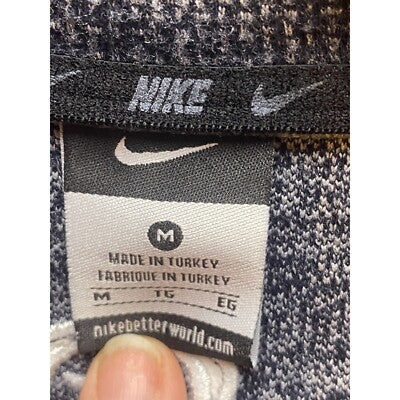 NIKE
M
MADE IN TURKEY
FABRIQUE IN TURKEY
M TG EG
nikebetterworld.com